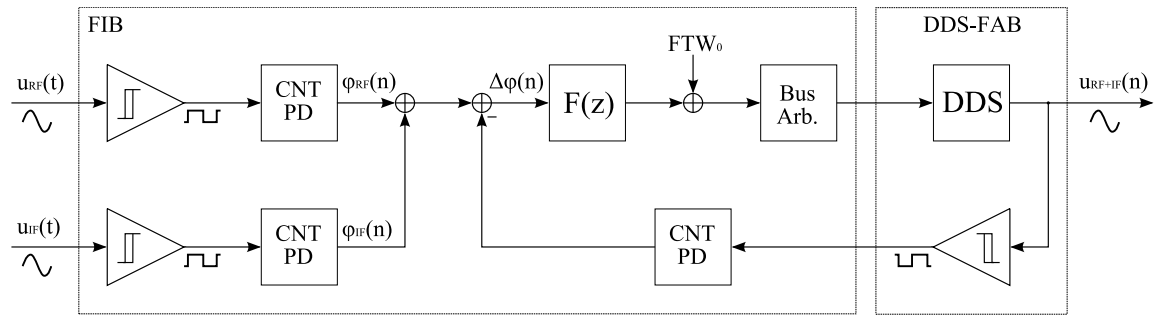 FIB
DDS-FAB
FTW₀
u_RF(t)
CNT
PD
φ_RF(n)
Δφ(n)
F(z)
Bus
Arb.
DDS
u_RF+IF(n)
−
u_IF(t)
CNT
PD
φ_IF(n)
CNT
PD